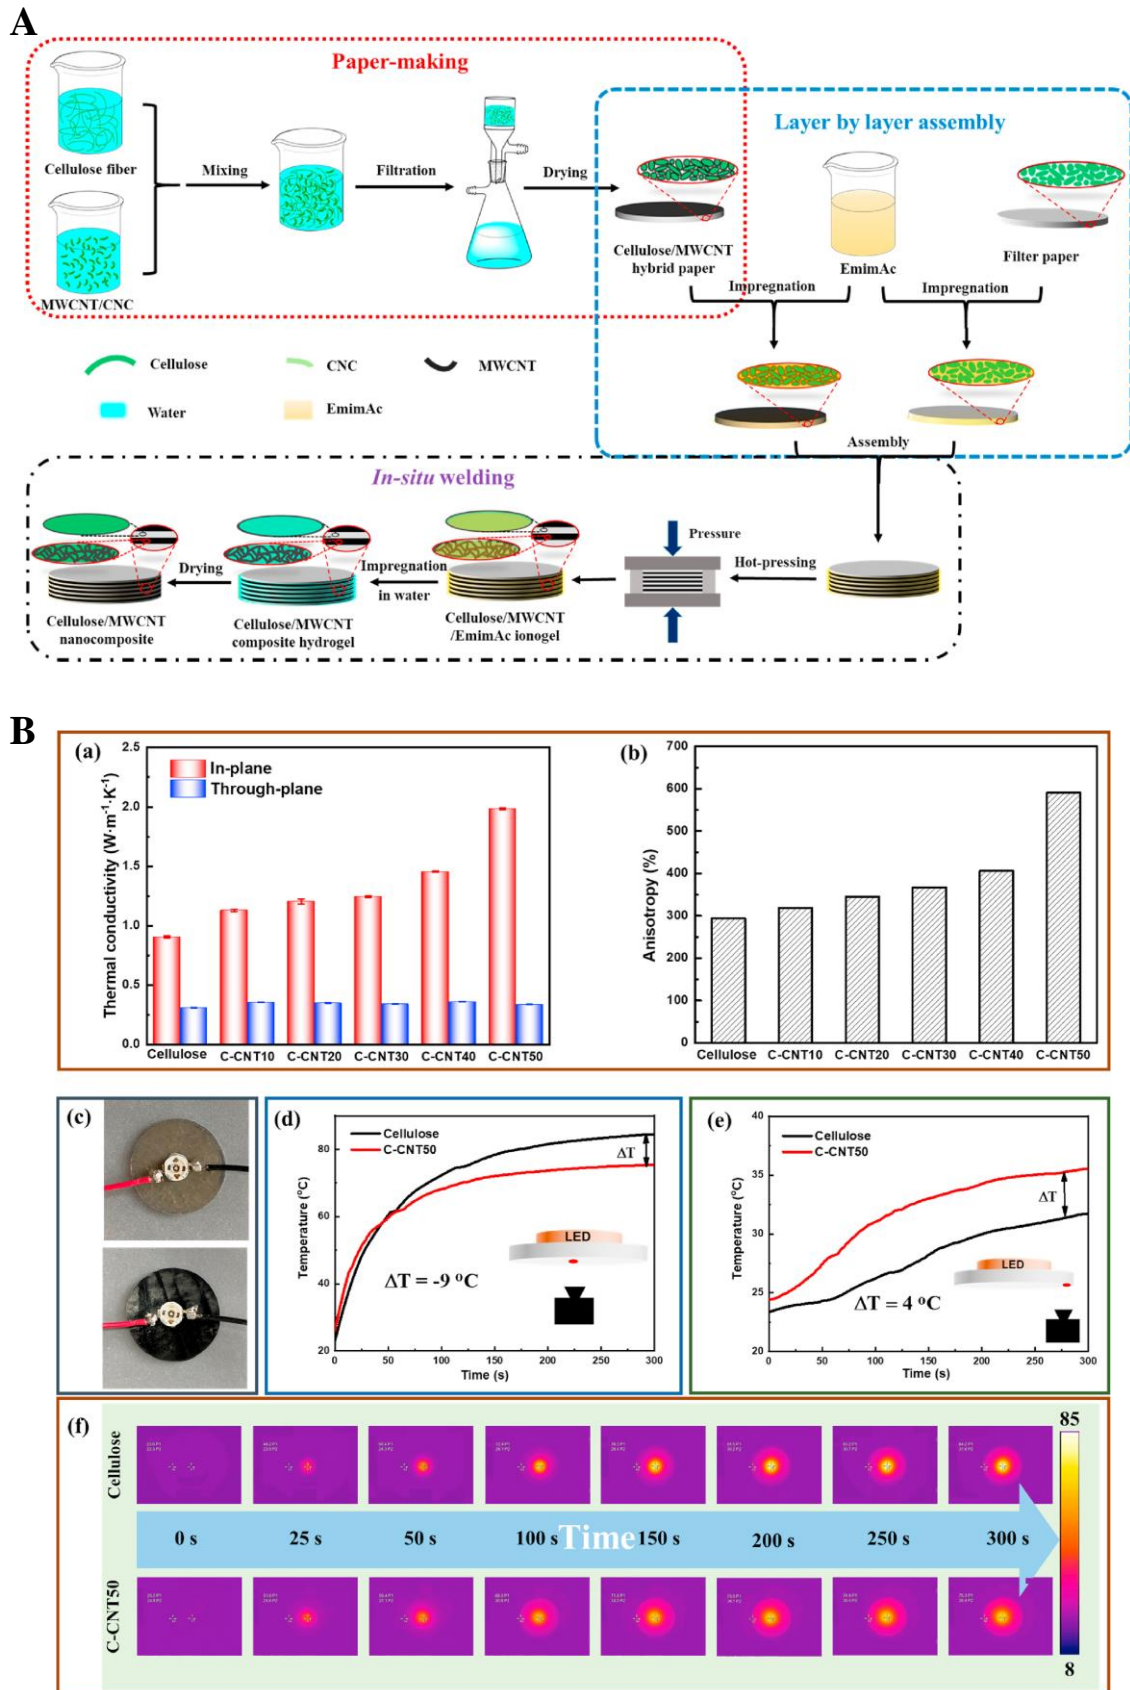 A
Paper-making
Layer by layer assembly
Cellulose fiber
Mixing
Filtration
Drying
MWCNT/CNC
Cellulose/MWCNT
hybrid paper
EmimAc
Filter paper
Impregnation
Impregnation
Cellulose
CNC
MWCNT
Water
EmimAc
Assembly
In-situ welding
Pressure
Hot-pressing
Drying
Impregnation
in water
Cellulose/MWCNT
nanocomposite
Cellulose/MWCNT
composite hydrogel
Cellulose/MWCNT
/EmimAc ionogel
B
(a)
In-plane
Through-plane
Thermal conductivity (W·m⁻¹·K⁻¹)
2.5
2.0
1.5
1.0
0.5
0.0
Cellulose C-CNT10 C-CNT20 C-CNT30 C-CNT40 C-CNT50
(b)
Anisotropy (%)
700
600
500
400
300
200
100
0
Cellulose C-CNT10 C-CNT20 C-CNT30 C-CNT40 C-CNT50
(c)
(d)
Cellulose
C-CNT50
ΔT
LED
ΔT = -9 °C
Temperature (°C)
80
60
40
20
0 50 100 150 200 250 300
Time (s)
(e)
Cellulose
C-CNT50
ΔT
LED
ΔT = 4 °C
Temperature (°C)
40
35
30
25
20
0 50 100 150 200 250 300
Time (s)
(f)
Cellulose
0 s 25 s 50 s 100 s Time 150 s 200 s 250 s 300 s
C-CNT50
85
8